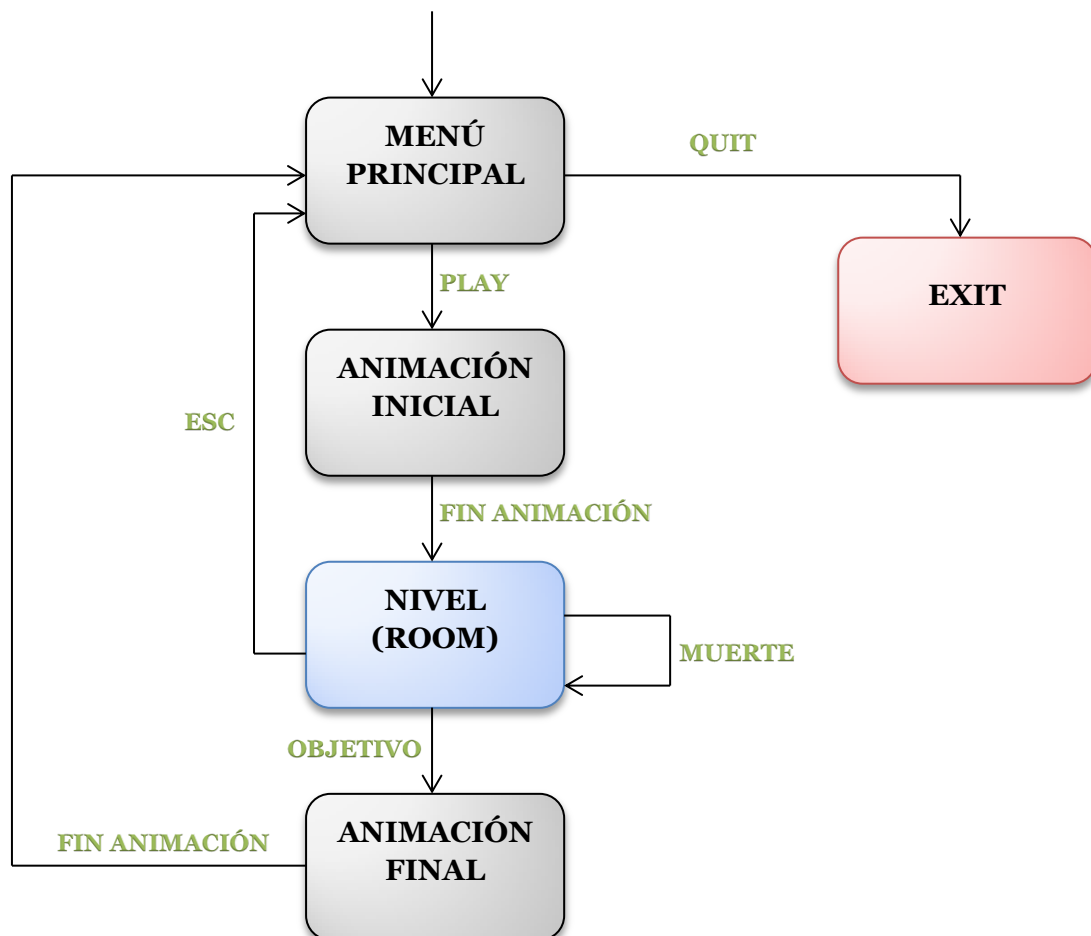 MENÚ
PRINCIPAL
QUIT
EXIT
PLAY
ANIMACIÓN
INICIAL
ESC
FIN ANIMACIÓN
NIVEL
(ROOM)
MUERTE
OBJETIVO
ANIMACIÓN
FINAL
FIN ANIMACIÓN